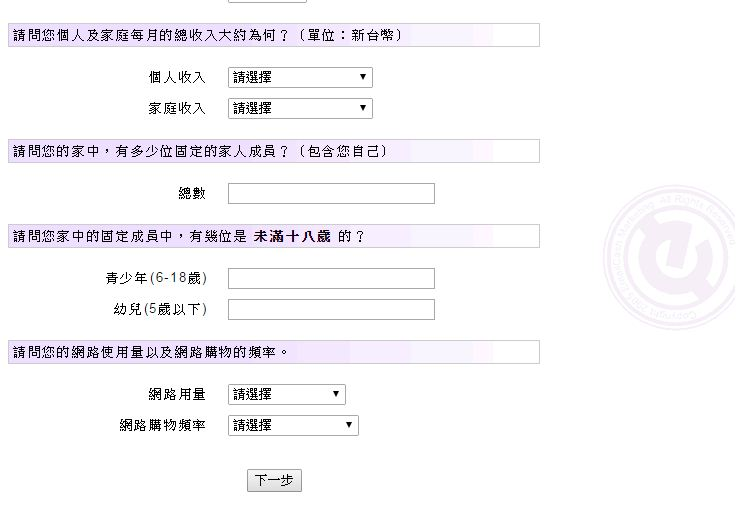 請問您個人及家庭每月的總收入大約為何?(單位:新台幣)
個人收入 請選擇
家庭收入 請選擇
請問您的家中,有多少位固定的家人成員?(包含您自己)
總數
請問您家中的固定成員中,有幾位是 未滿十八歲 的?
青少年(6-18歲)
幼兒(5歲以下)
請問您的網路使用量以及網路購物的頻率。
網路用量 請選擇
網路購物頻率 請選擇
下一步
All Rights Reserved
Copyright